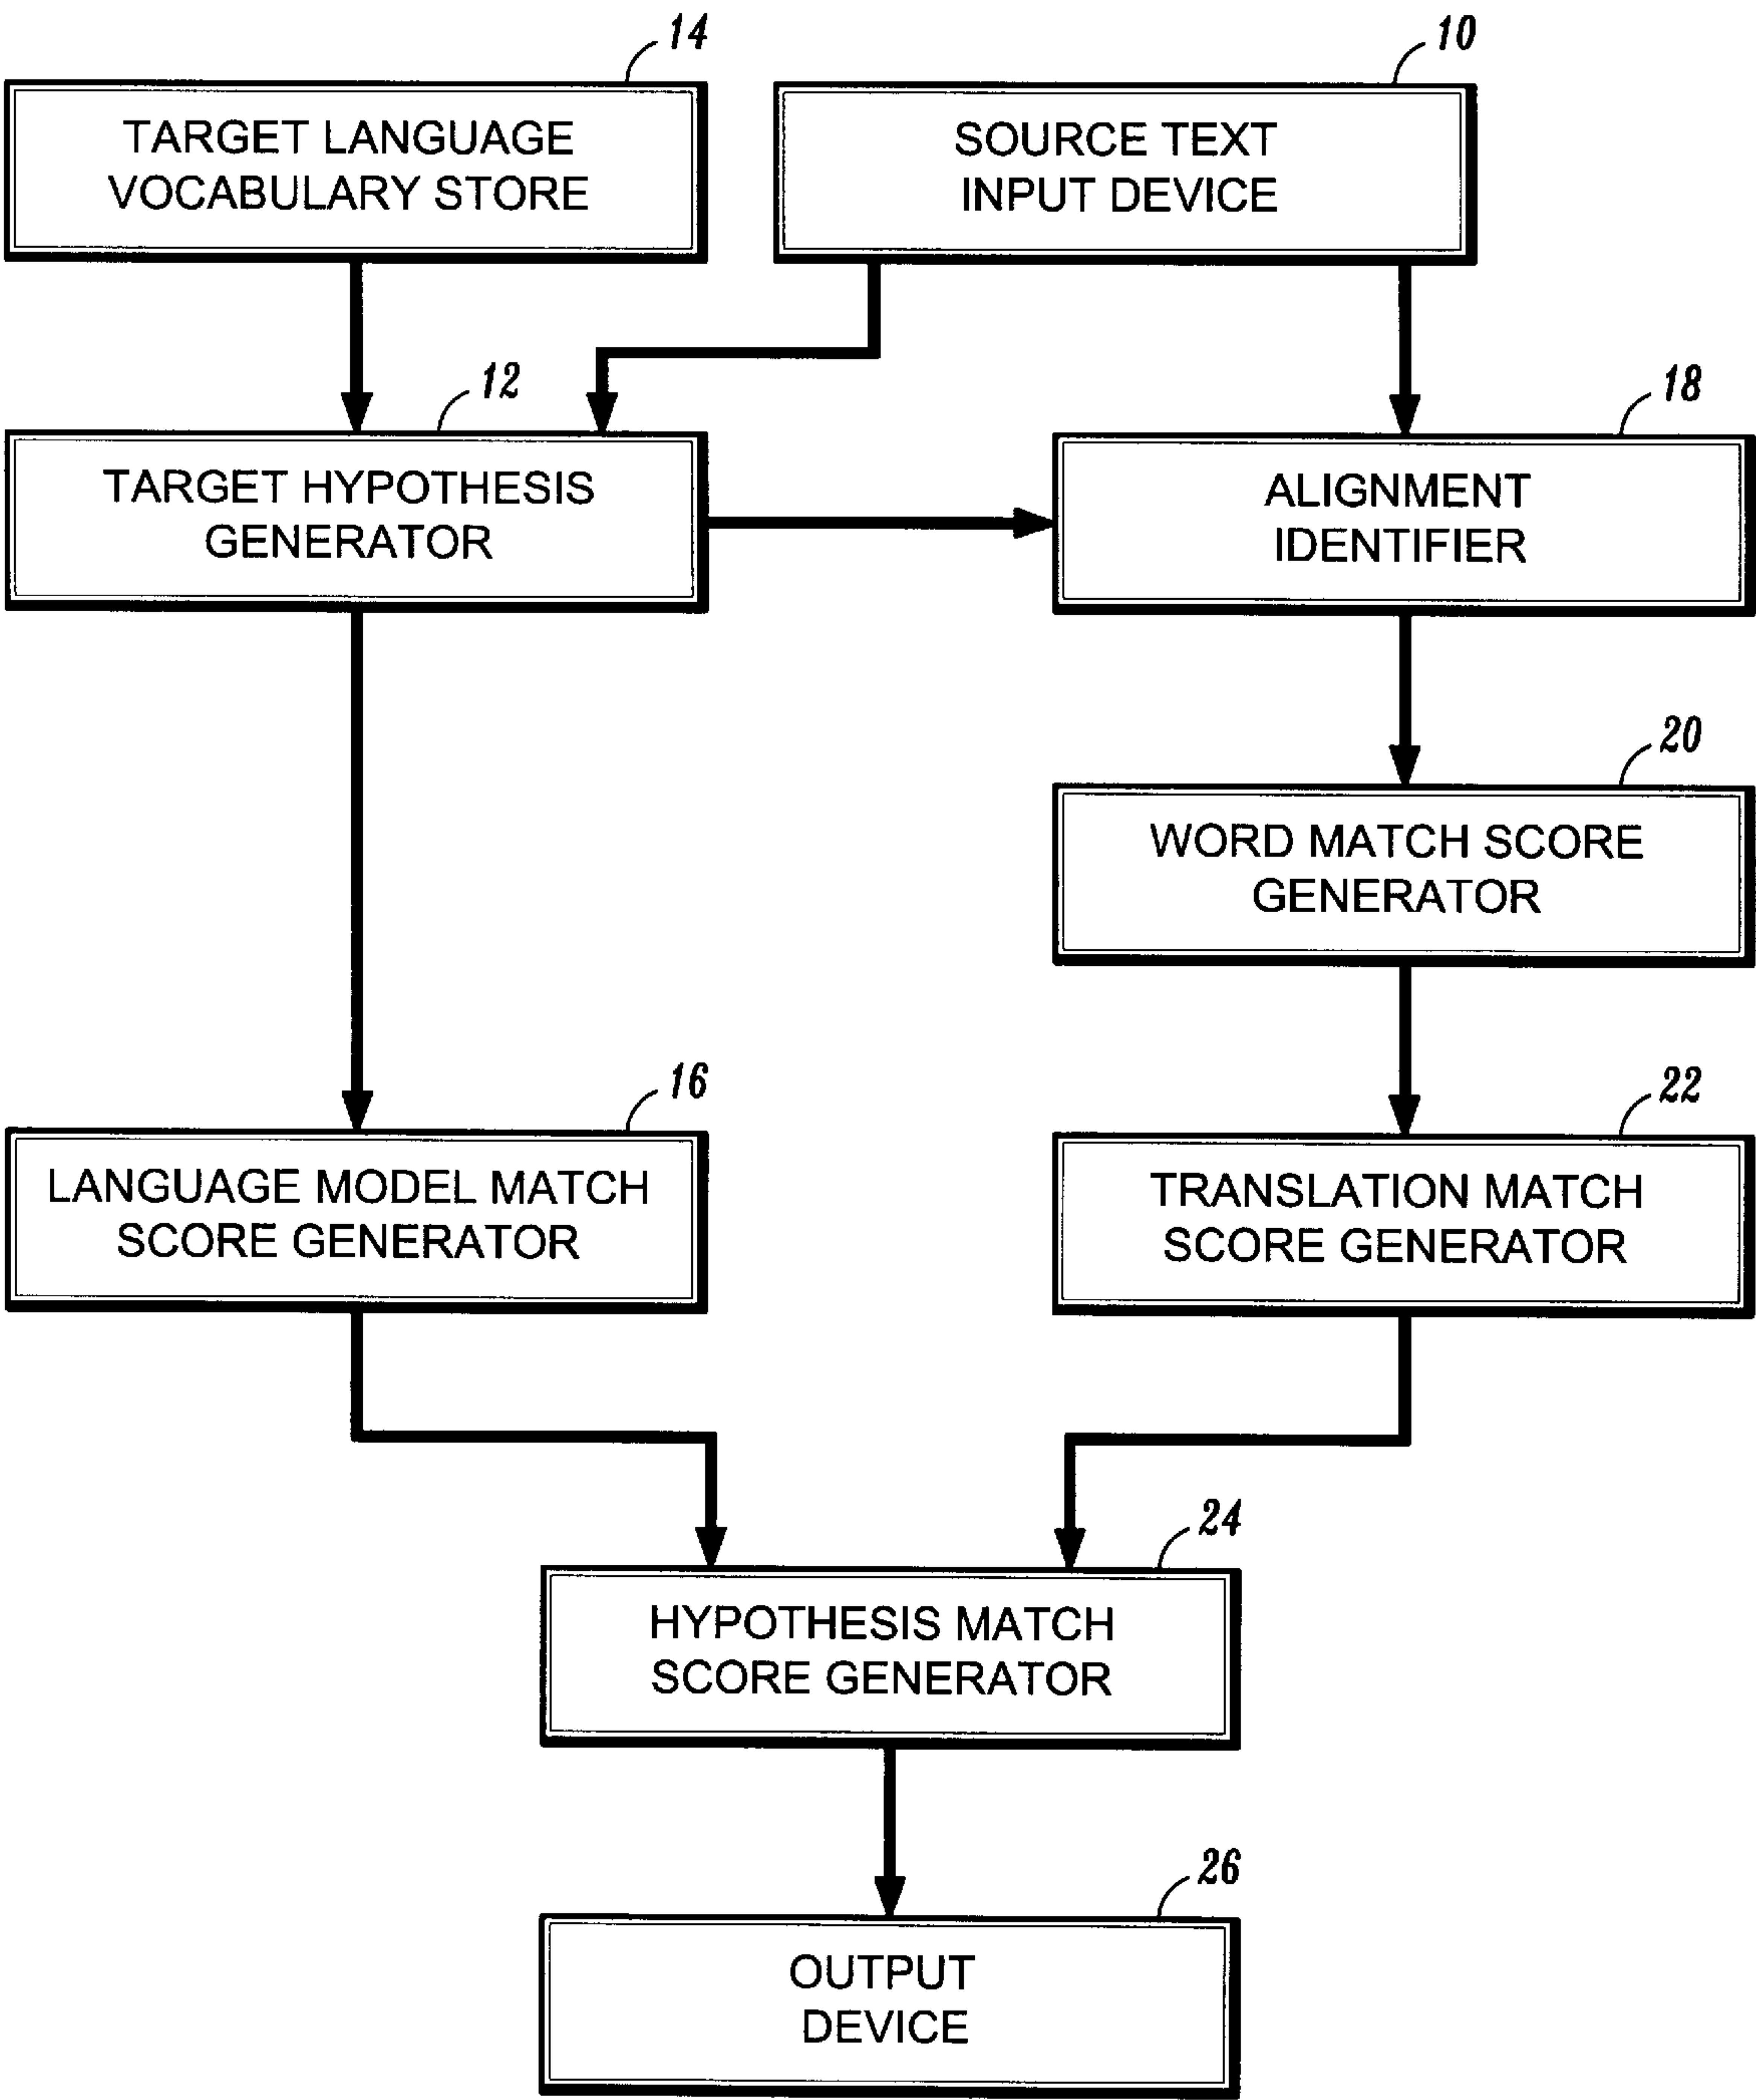 14
TARGET LANGUAGE
VOCABULARY STORE
10
SOURCE TEXT
INPUT DEVICE
12
TARGET HYPOTHESIS
GENERATOR
18
ALIGNMENT
IDENTIFIER
20
WORD MATCH SCORE
GENERATOR
16
LANGUAGE MODEL MATCH
SCORE GENERATOR
22
TRANSLATION MATCH
SCORE GENERATOR
24
HYPOTHESIS MATCH
SCORE GENERATOR
26
OUTPUT
DEVICE